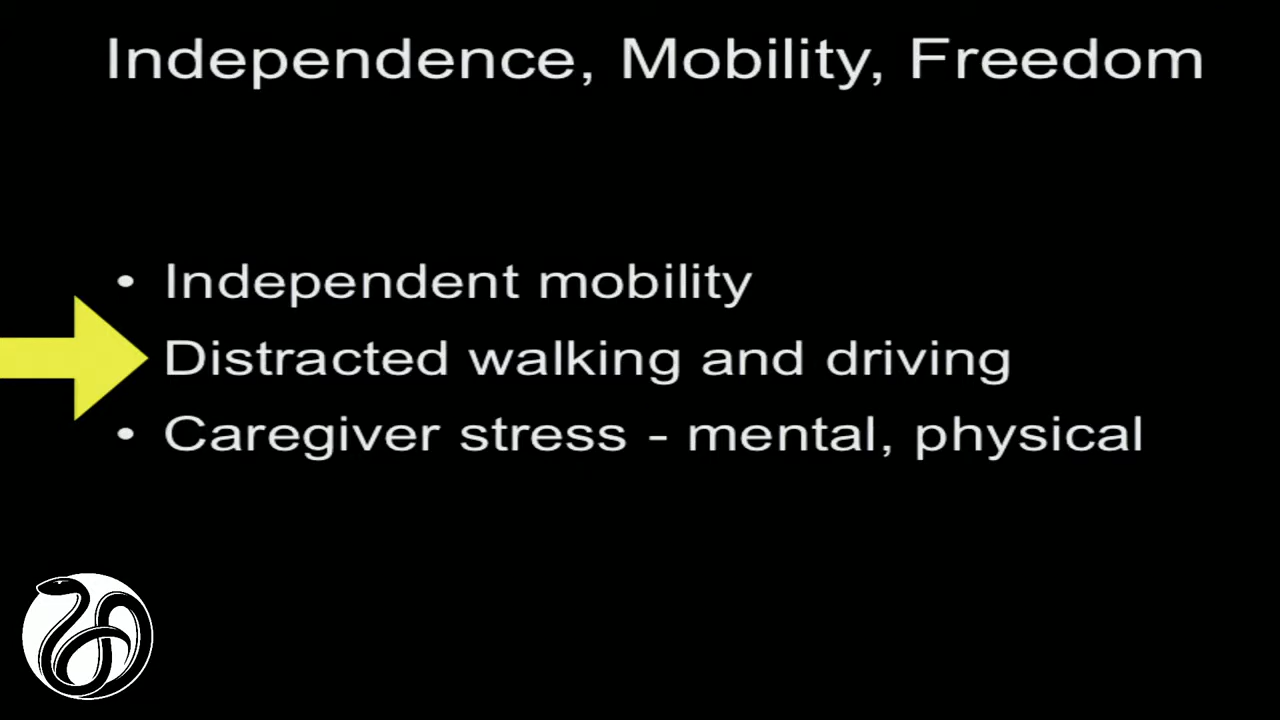 Independence, Mobility, Freedom
• Independent mobility
Distracted walking and driving
• Caregiver stress - mental, physical